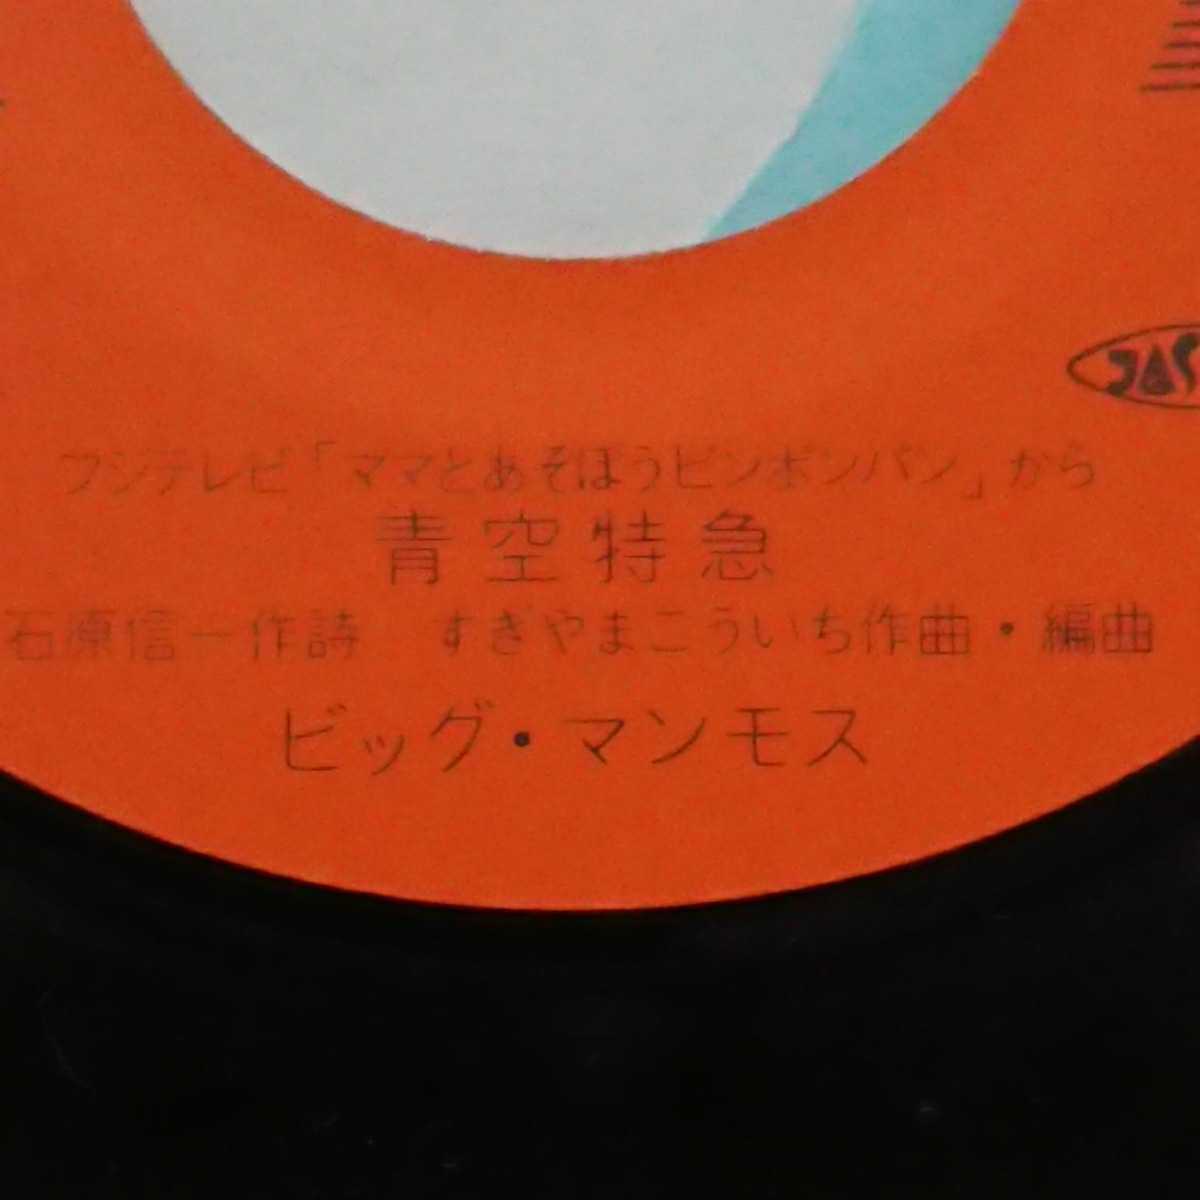 フジテレビ「ママとあそぼうピンポンパン」から
青空特急
石原信一作詩　すぎやまこういち作曲・編曲
ビッグ・マンモス
JAS